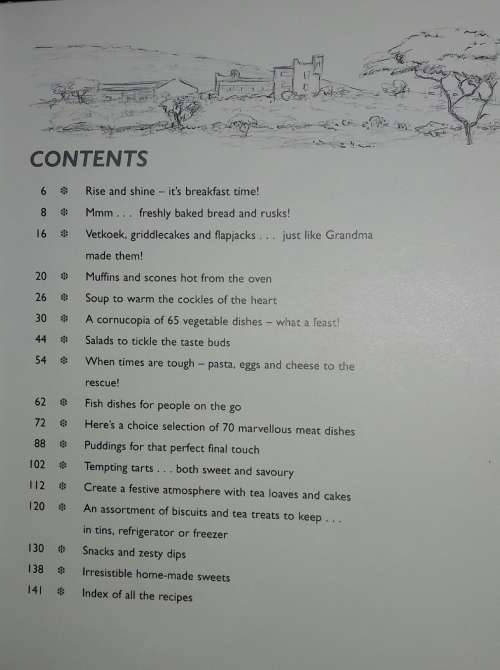 CONTENTS
6 ❄ Rise and shine – it's breakfast time!
8 ❄ Mmm . . . freshly baked bread and rusks!
16 ❄ Vetkoek, griddlecakes and flapjacks . . . just like Grandma
made them!
20 ❄ Muffins and scones hot from the oven
26 ❄ Soup to warm the cockles of the heart
30 ❄ A cornucopia of 65 vegetable dishes – what a feast!
44 ❄ Salads to tickle the taste buds
54 ❄ When times are tough – pasta, eggs and cheese to the
rescue!
62 ❄ Fish dishes for people on the go
72 ❄ Here's a choice selection of 70 marvellous meat dishes
88 ❄ Puddings for that perfect final touch
102 ❄ Tempting tarts . . . both sweet and savoury
112 ❄ Create a festive atmosphere with tea loaves and cakes
120 ❄ An assortment of biscuits and tea treats to keep . . .
in tins, refrigerator or freezer
130 ❄ Snacks and zesty dips
138 ❄ Irresistible home-made sweets
141 ❄ Index of all the recipes